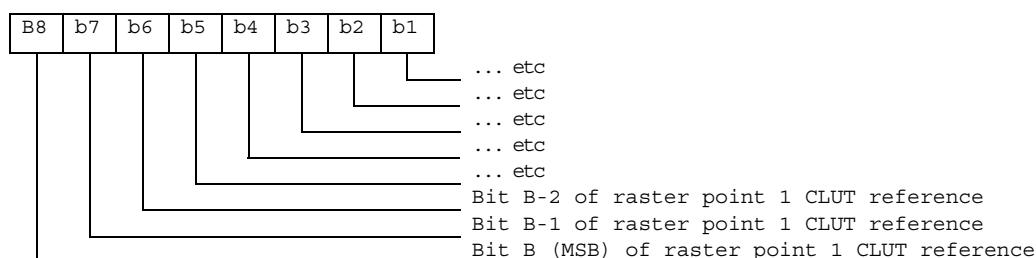 B8 b7 b6 b5 b4 b3 b2 b1
... etc
... etc
... etc
... etc
... etc
Bit B-2 of raster point 1 CLUT reference
Bit B-1 of raster point 1 CLUT reference
Bit B (MSB) of raster point 1 CLUT reference